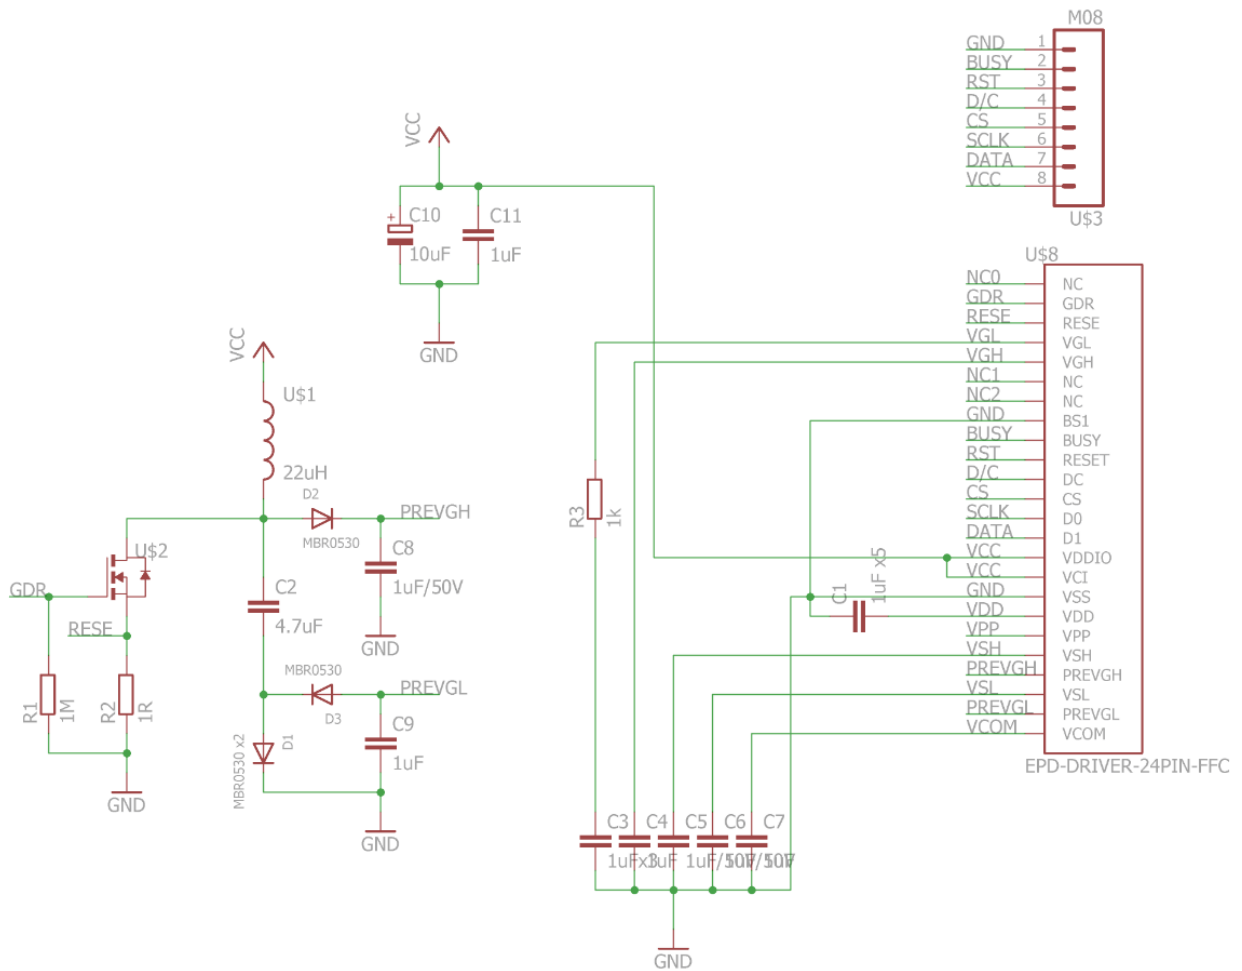 M08
GND 1
BUSY 2
RST 3
D/C 4
CS 5
SCLK 6
DATA 7
VCC 8
U$3
VCC
+ C10
10uF
C11
1uF
GND
VCC
U$1
22uH
D2
MBR0530
PREVGH
C8
1uF/50V
GND
U$2
GDR
RESE
R1
1M
R2
1R
GND
C2
4.7uF
MBR0530
D3
PREVGL
C9
1uF
D1
MBR0530 x2
GND
R3
1k
C1
1uF x5
U$8
NC0 NC
GDR GDR
RESE RESE
VGL VGL
VGH VGH
NC1 NC
NC2 NC
GND BS1
BUSY BUSY
RST RESET
D/C DC
CS CS
SCLK D0
DATA D1
VCC VDDIO
VCC VCI
GND VSS
VDD VDD
VPP VPP
VSH VSH
PREVGH PREVGH
VSL VSL
PREVGL PREVGL
VCOM VCOM
EPD-DRIVER-24PIN-FFC
C3 C4 C5 C6 C7
1uFx3 1uF 1uF/50V
GND